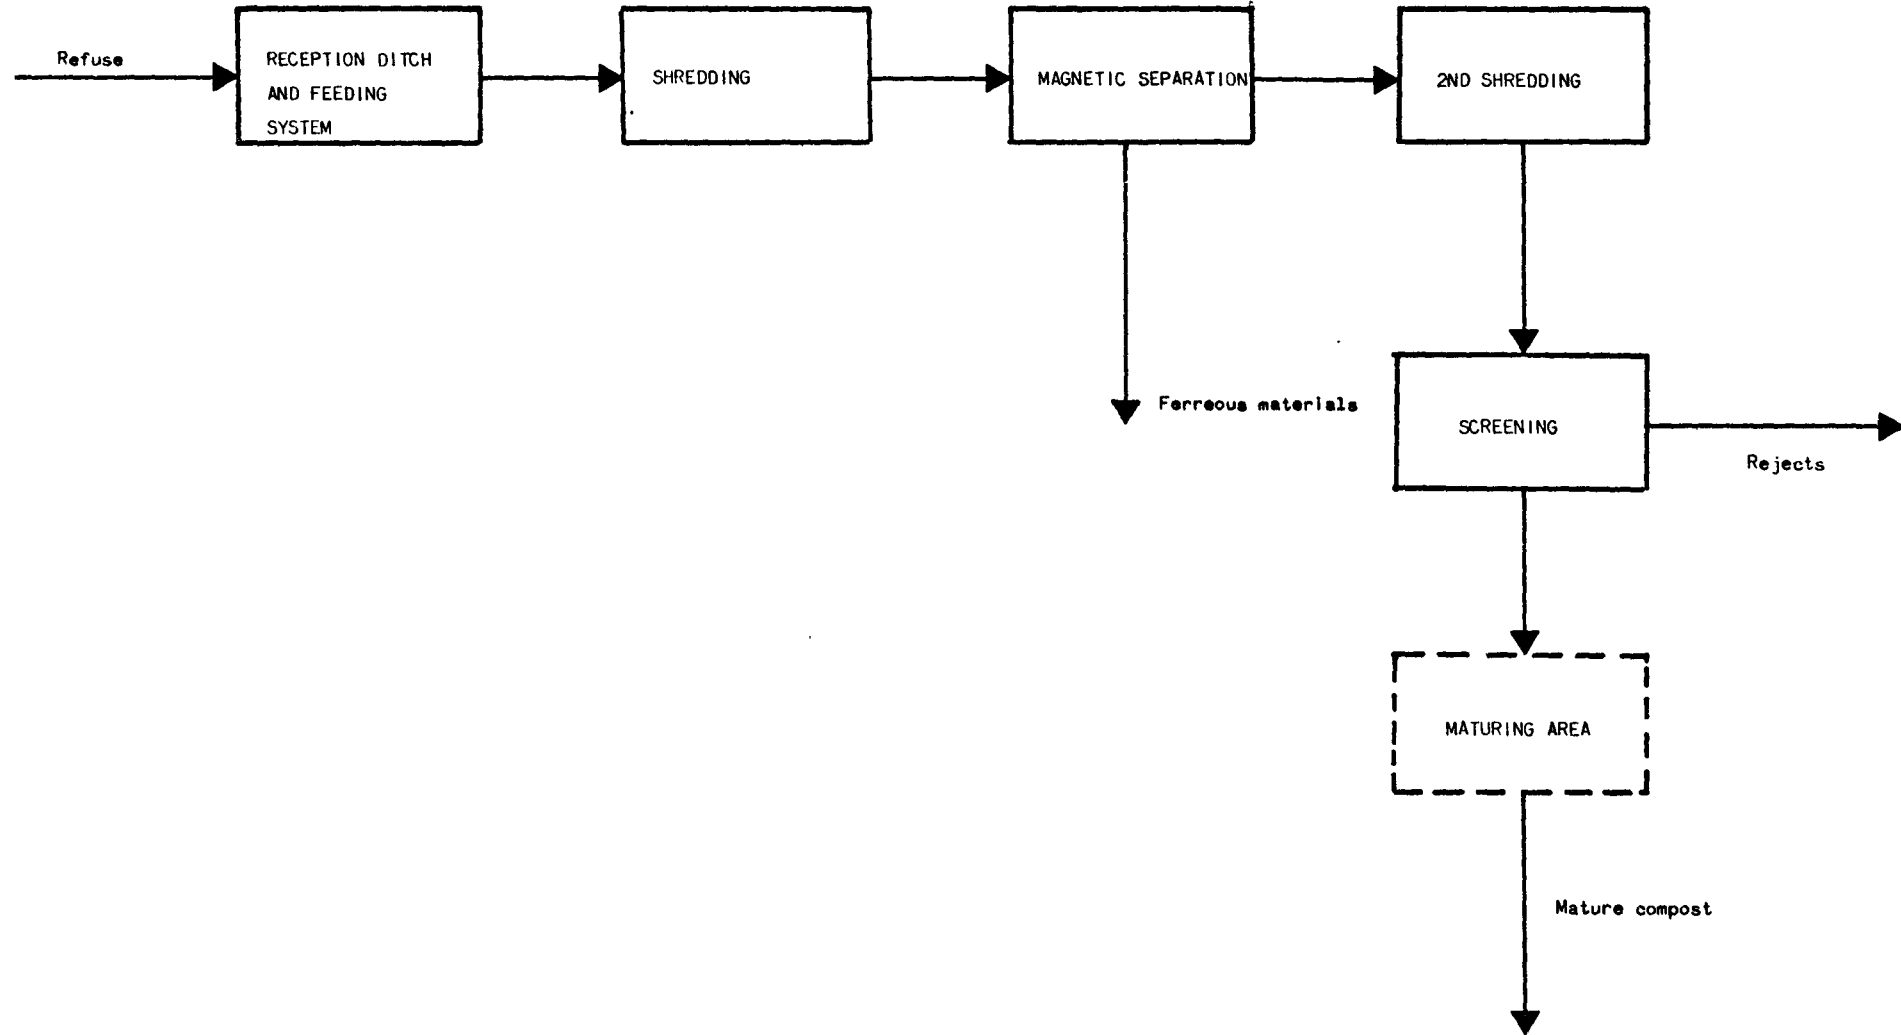 Refuse
RECEPTION DITCH
AND FEEDING
SYSTEM
SHREDDING
MAGNETIC SEPARATION
2ND SHREDDING
Ferreous materials
SCREENING
Rejects
MATURING AREA
Mature compost